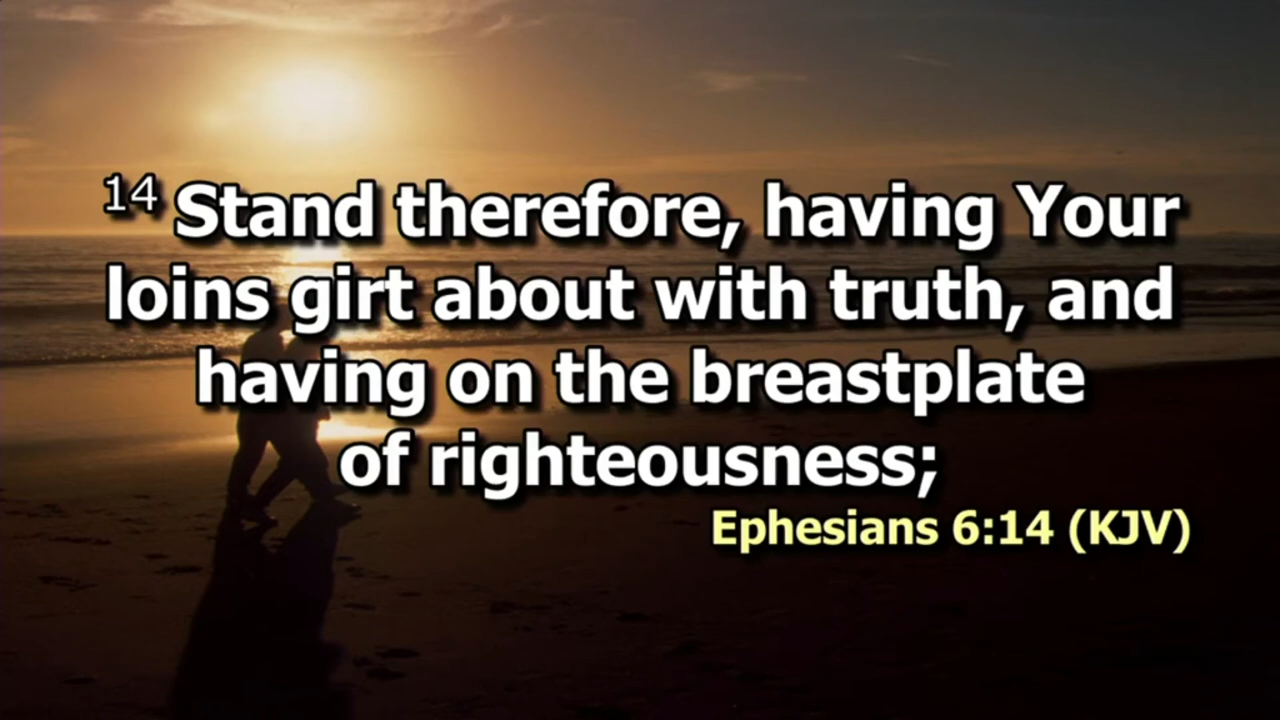 14 Stand therefore, having Your
loins girt about with truth, and
having on the breastplate
of righteousness;
Ephesians 6:14 (KJV)